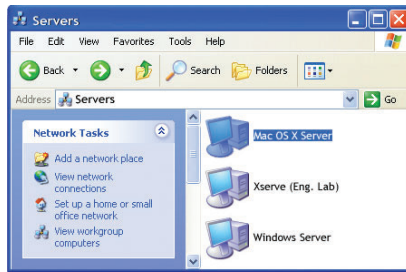 Servers
File Edit View Favorites Tools Help
Back Search Folders
Address Servers Go
Network Tasks
Add a network place
View network
connections
Set up a home or small
office network
View workgroup
computers
Mac OS X Server
Xserve (Eng. Lab)
Windows Server